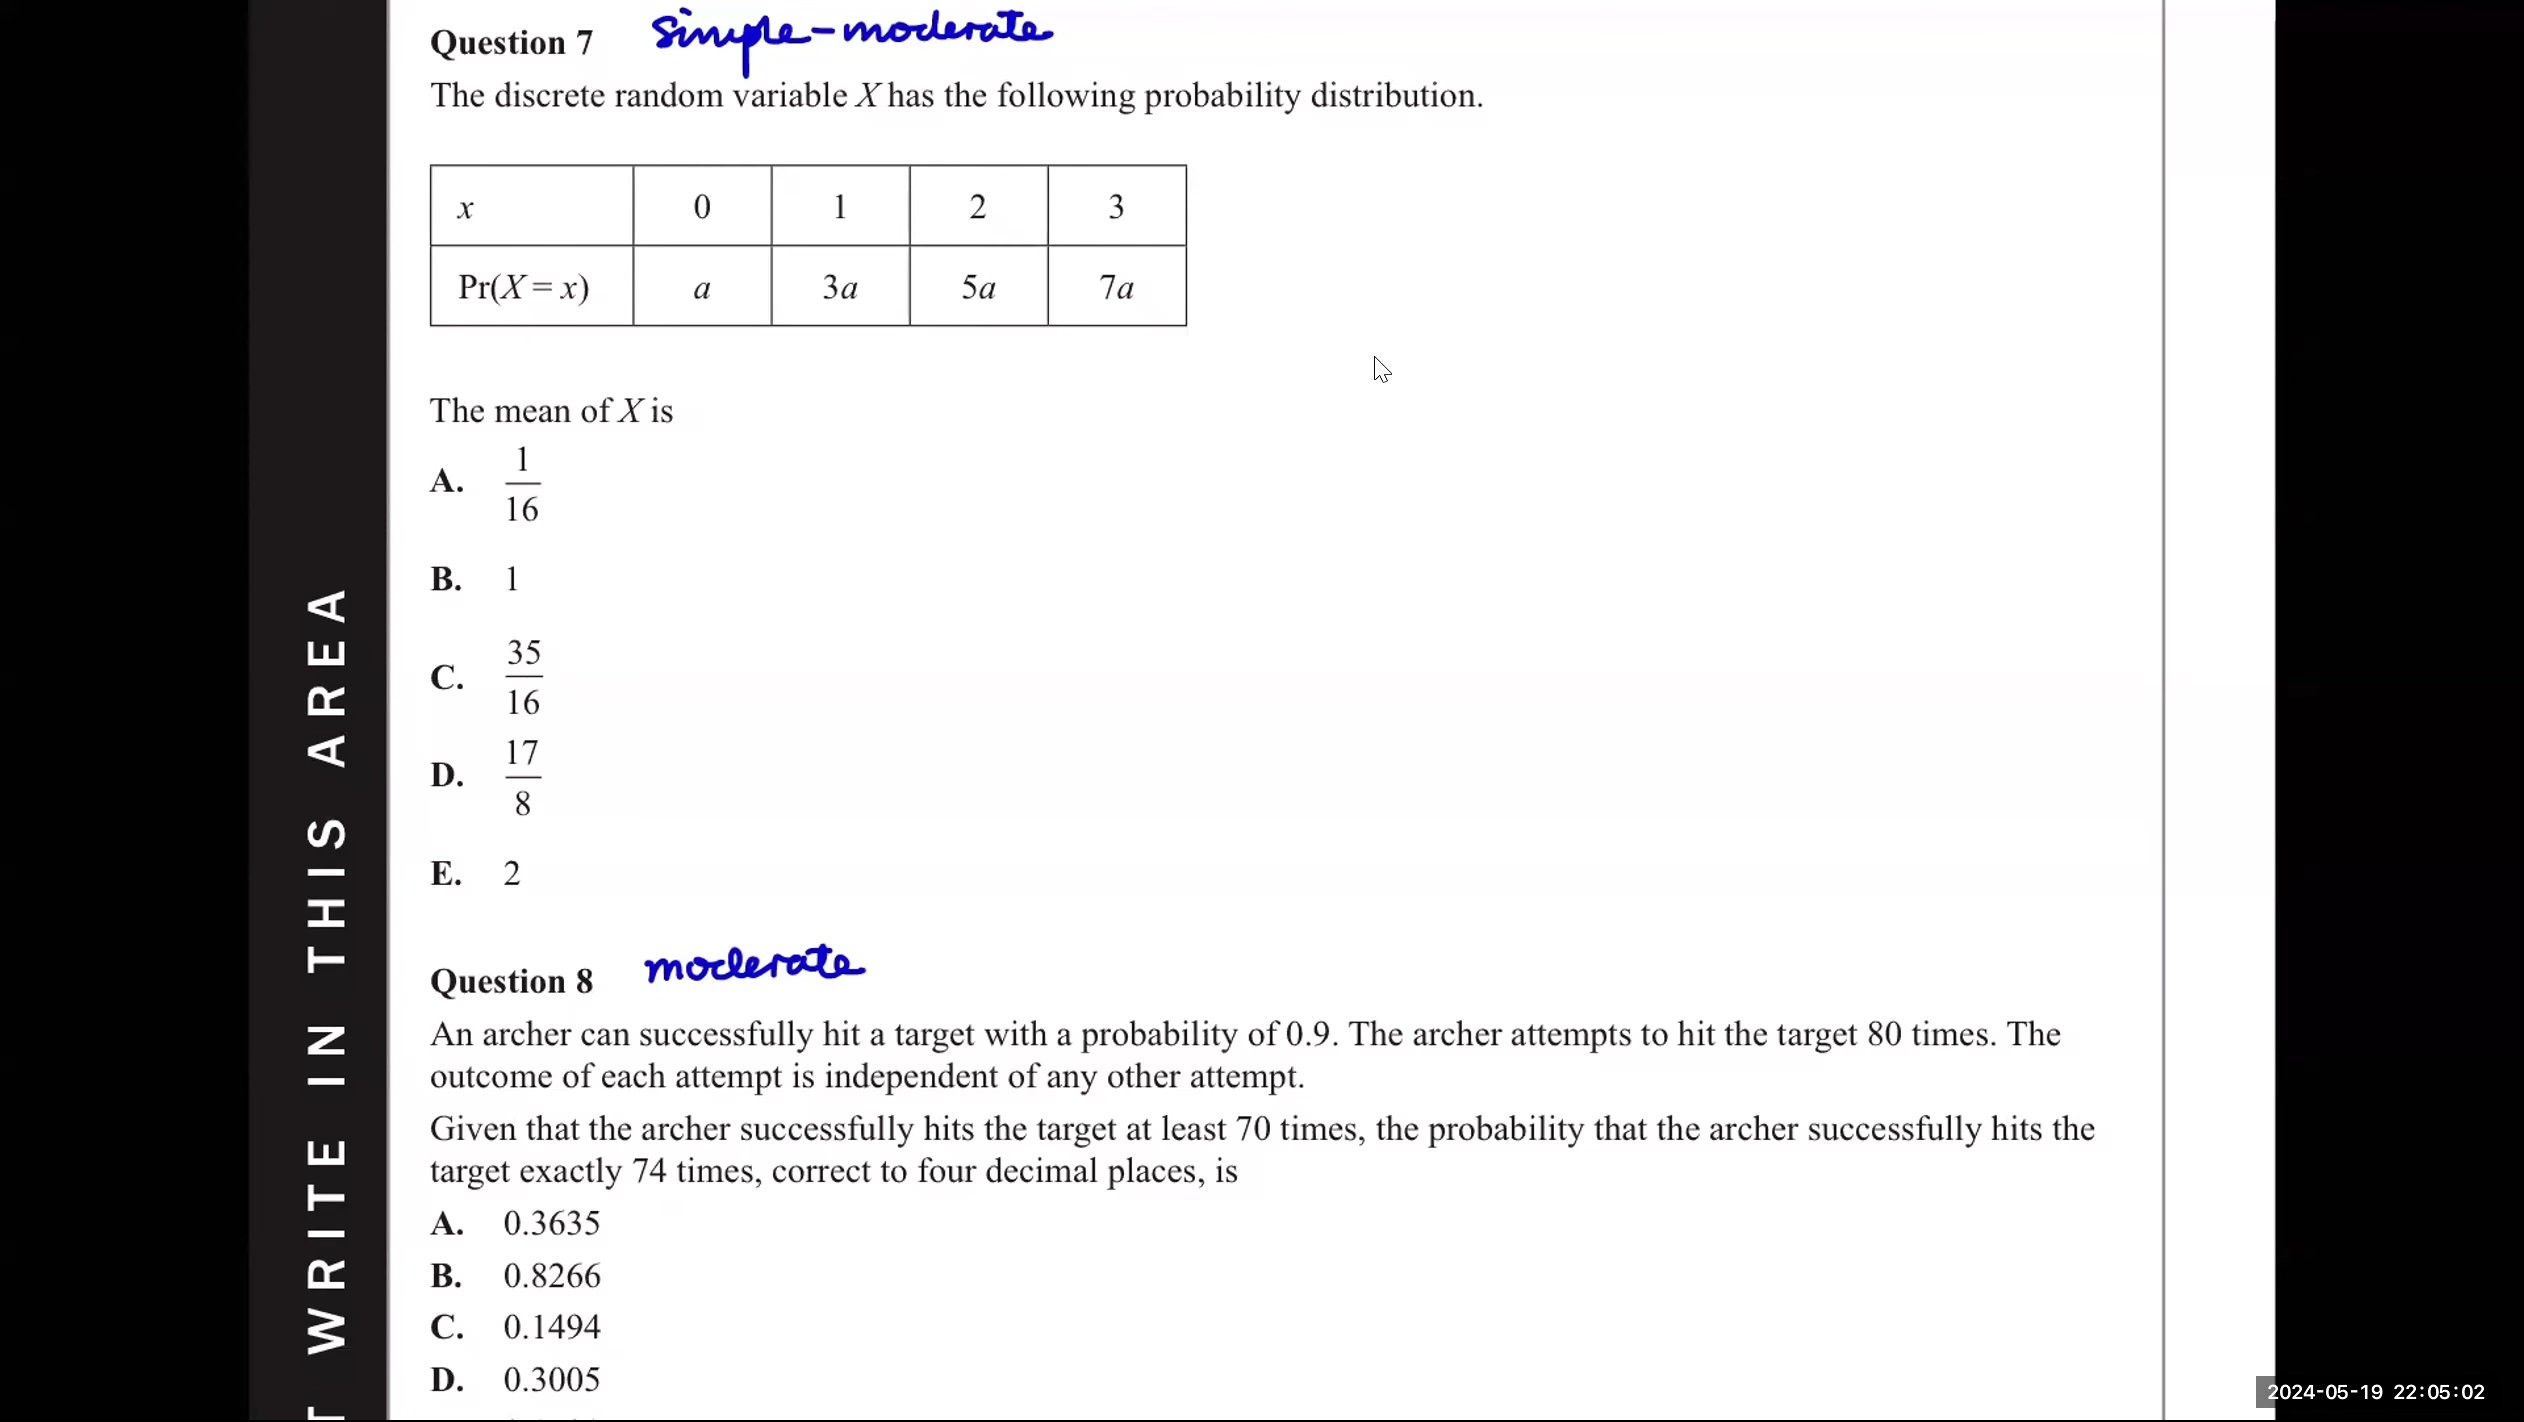 Question 7 simple-moderate
The discrete random variable X has the following probability distribution.
x 0 1 2 3
Pr(X = x) a 3a 5a 7a
The mean of X is
A. 1/16
B. 1
C. 35/16
D. 17/8
E. 2
Question 8 moderate
An archer can successfully hit a target with a probability of 0.9. The archer attempts to hit the target 80 times. The
outcome of each attempt is independent of any other attempt.
Given that the archer successfully hits the target at least 70 times, the probability that the archer successfully hits the
target exactly 74 times, correct to four decimal places, is
A. 0.3635
B. 0.8266
C. 0.1494
D. 0.3005
T WRITE IN THIS AREA
2024-05-19 22:05:02